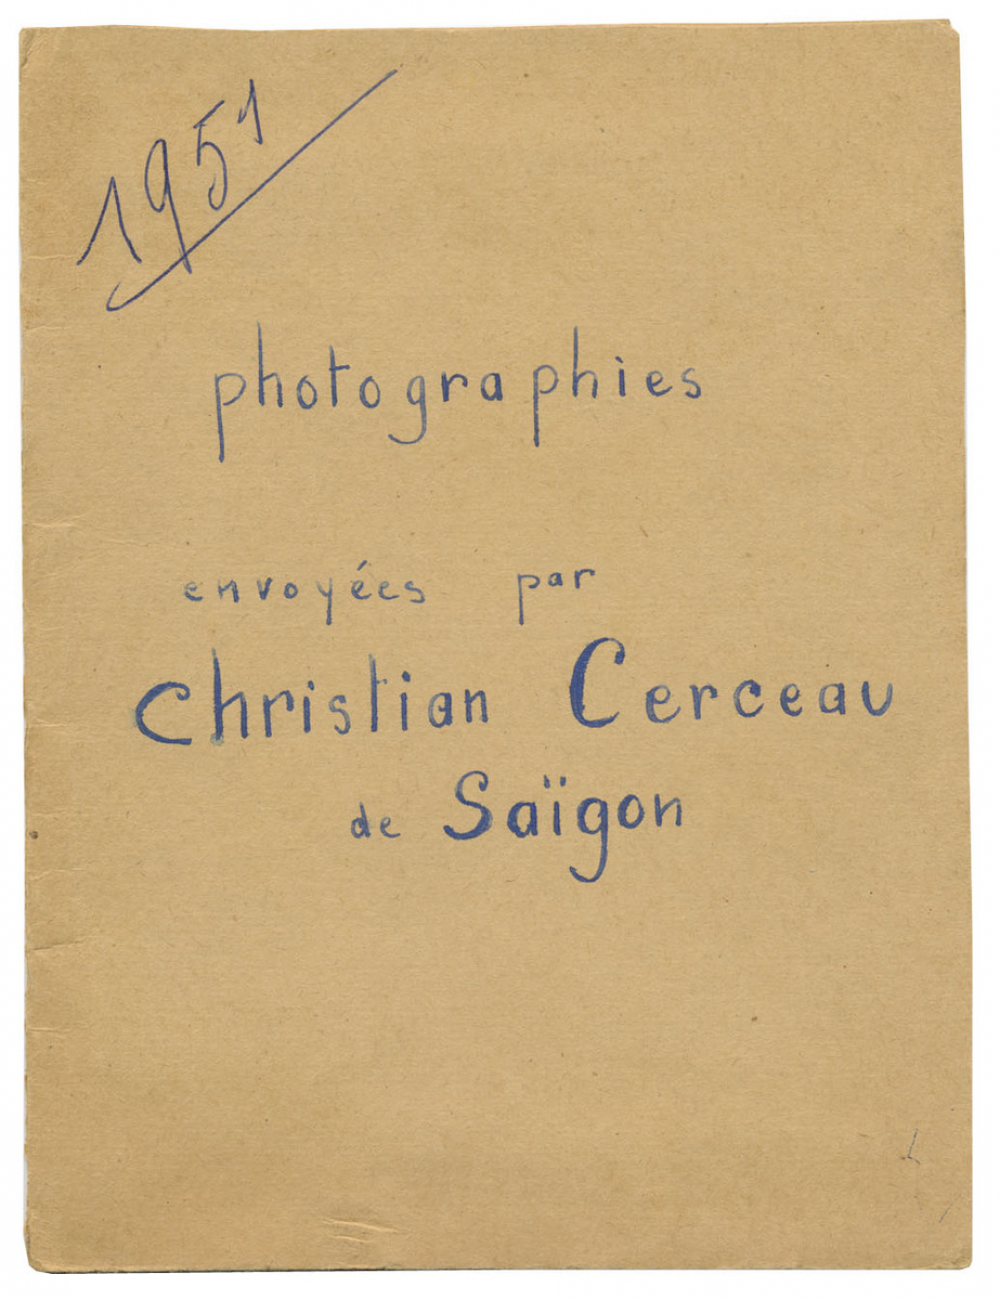 1951
photographies
envoyées par
Christian Cerceau
de Saïgon